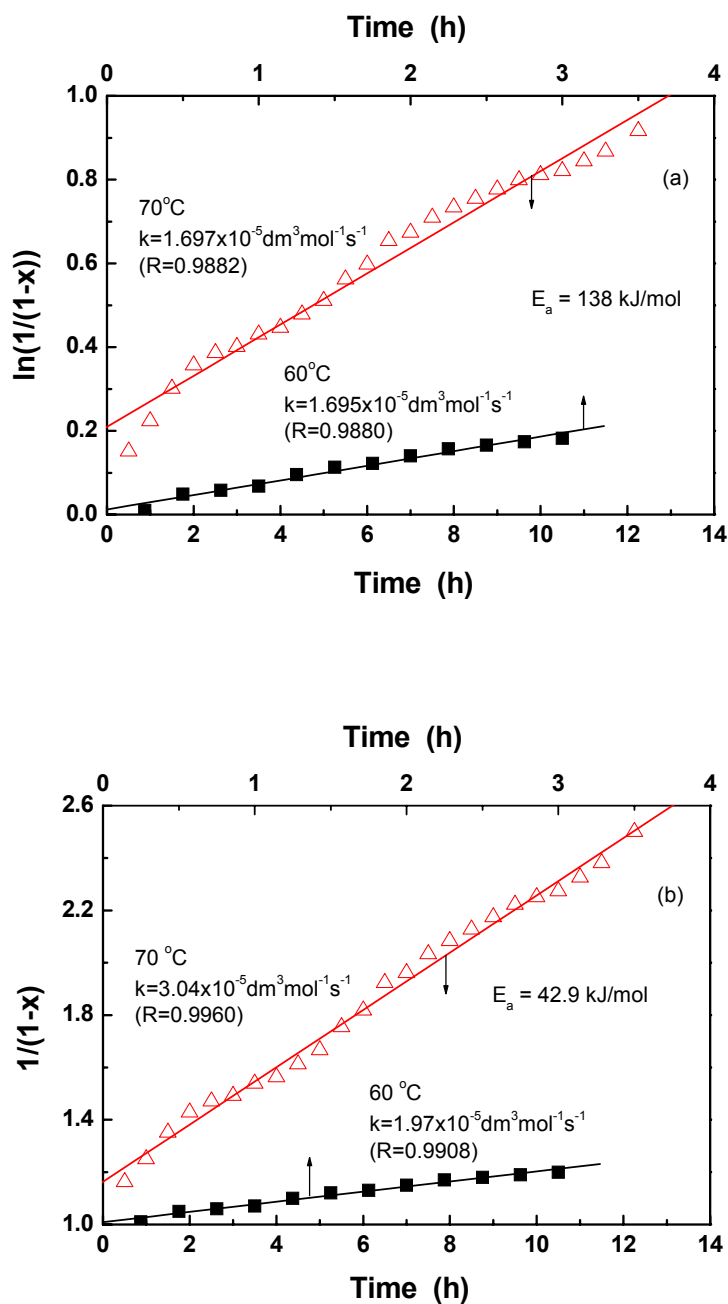 Time (h)
0 1 2 3 4
1.0
0.8
0.6
0.4
0.2
0.0
ln(1/(1-x))
(a)
70°C
k=1.697x10⁻⁵dm³mol⁻¹s⁻¹
(R=0.9882)
Eₐ = 138 kJ/mol
60°C
k=1.695x10⁻⁵dm³mol⁻¹s⁻¹
(R=0.9880)
0 2 4 6 8 10 12 14
Time (h)
Time (h)
0 1 2 3 4
2.6
2.2
1.8
1.4
1.0
1/(1-x)
(b)
70 °C
k=3.04x10⁻⁵dm³mol⁻¹s⁻¹
(R=0.9960)
Eₐ = 42.9 kJ/mol
60 °C
k=1.97x10⁻⁵dm³mol⁻¹s⁻¹
(R=0.9908)
0 2 4 6 8 10 12 14
Time (h)